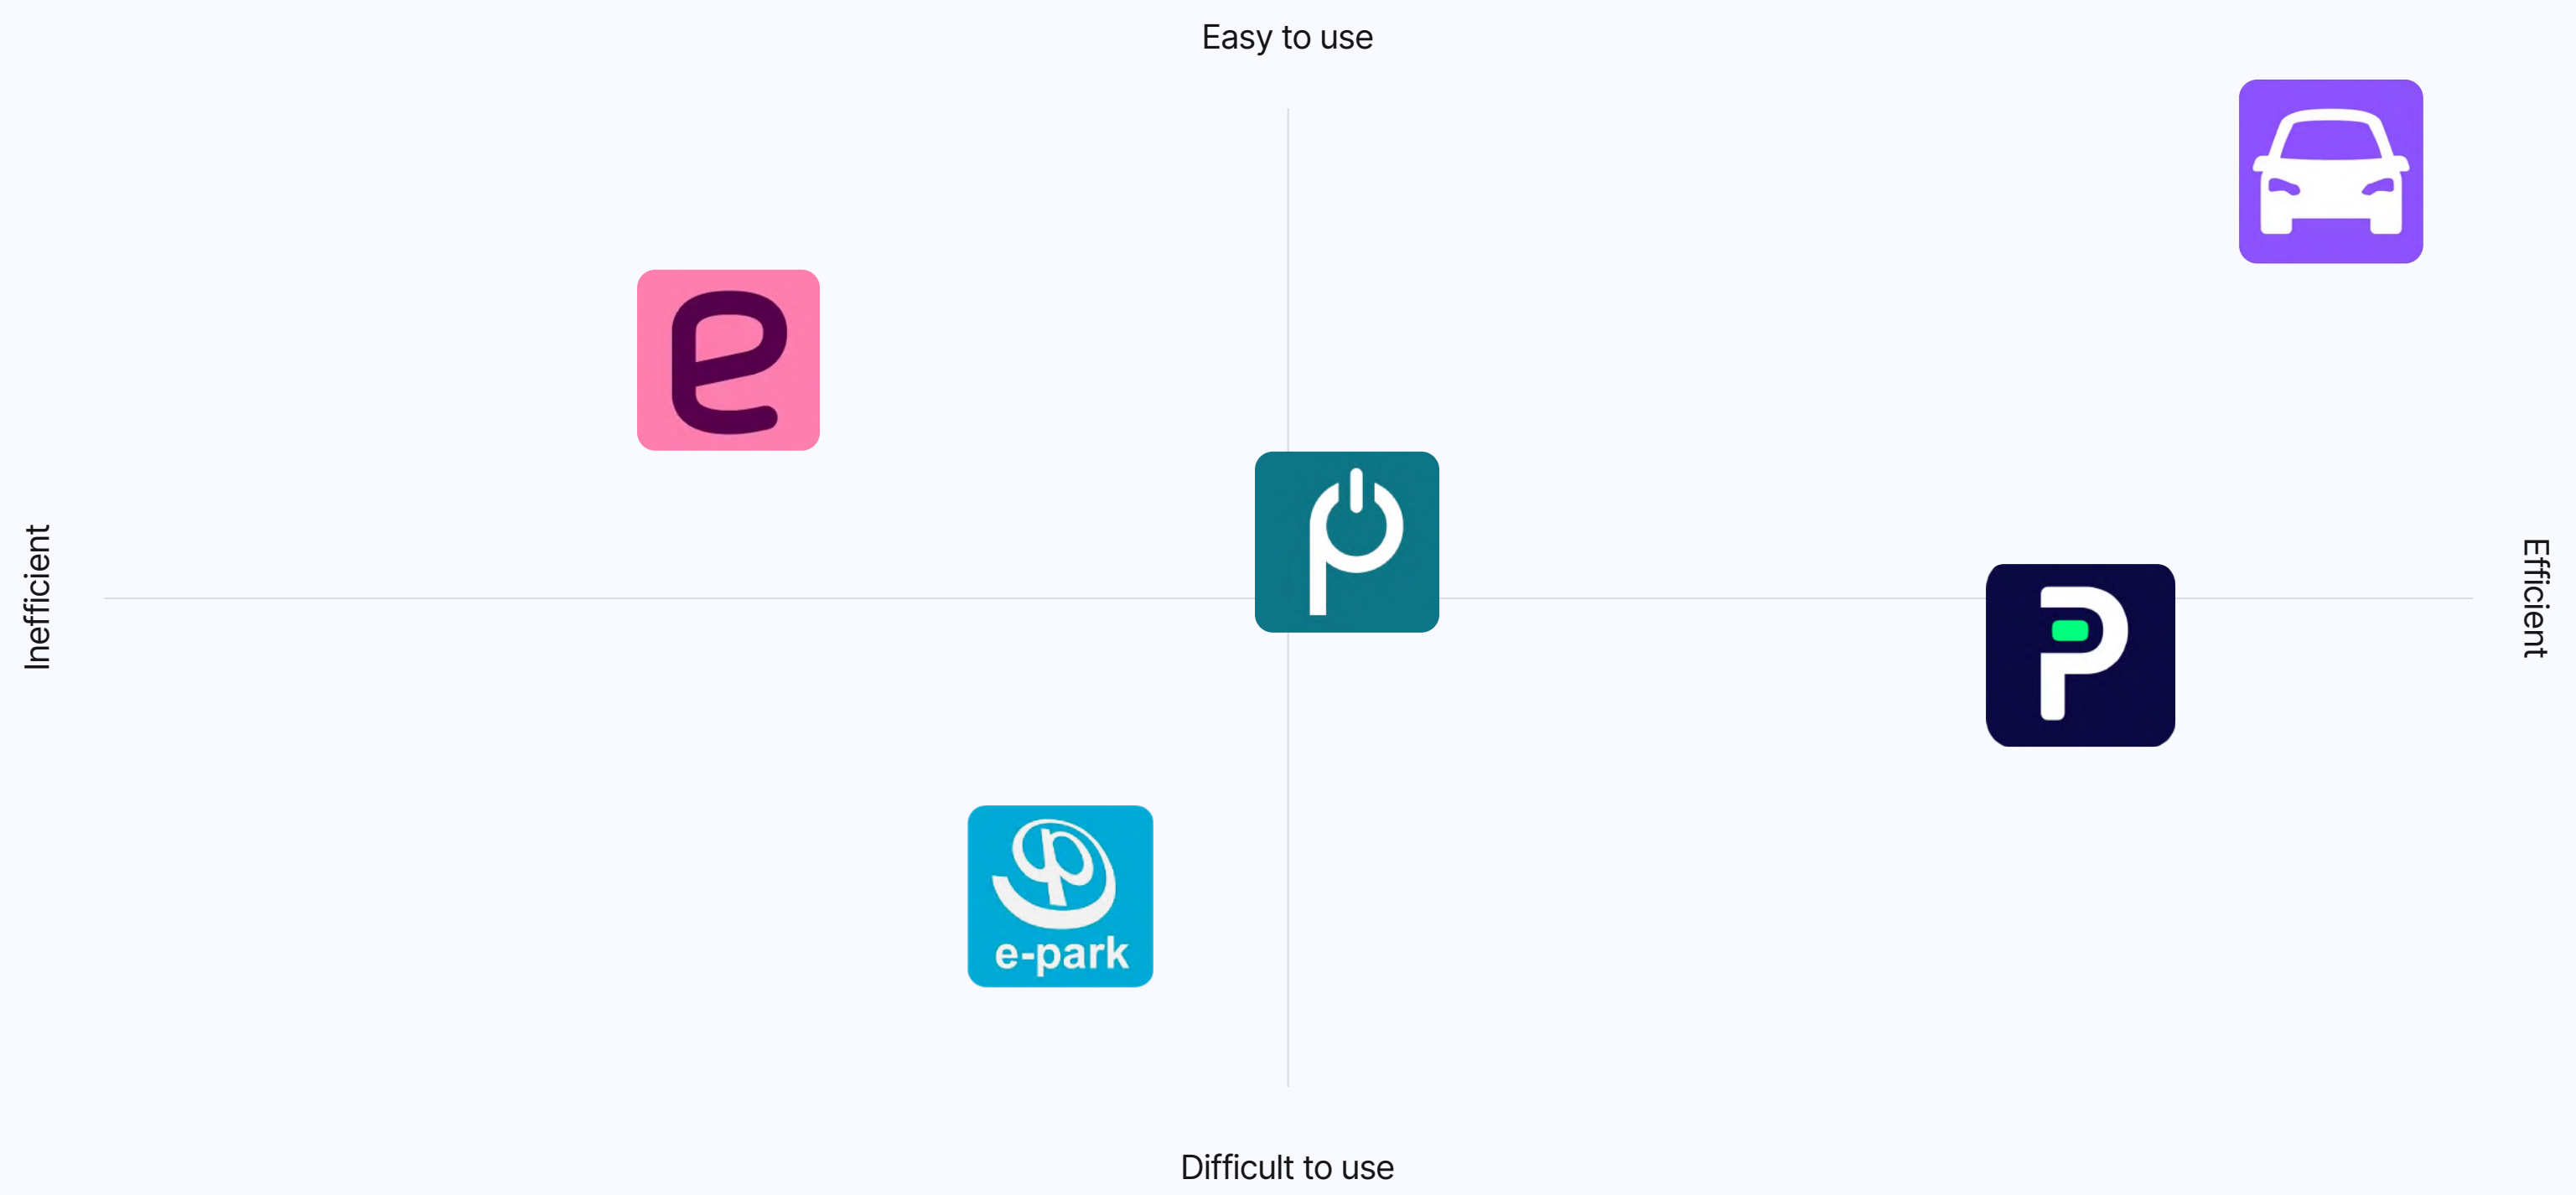 Easy to use
e
Inefficient
Efficient
P
P
e-park
Difficult to use